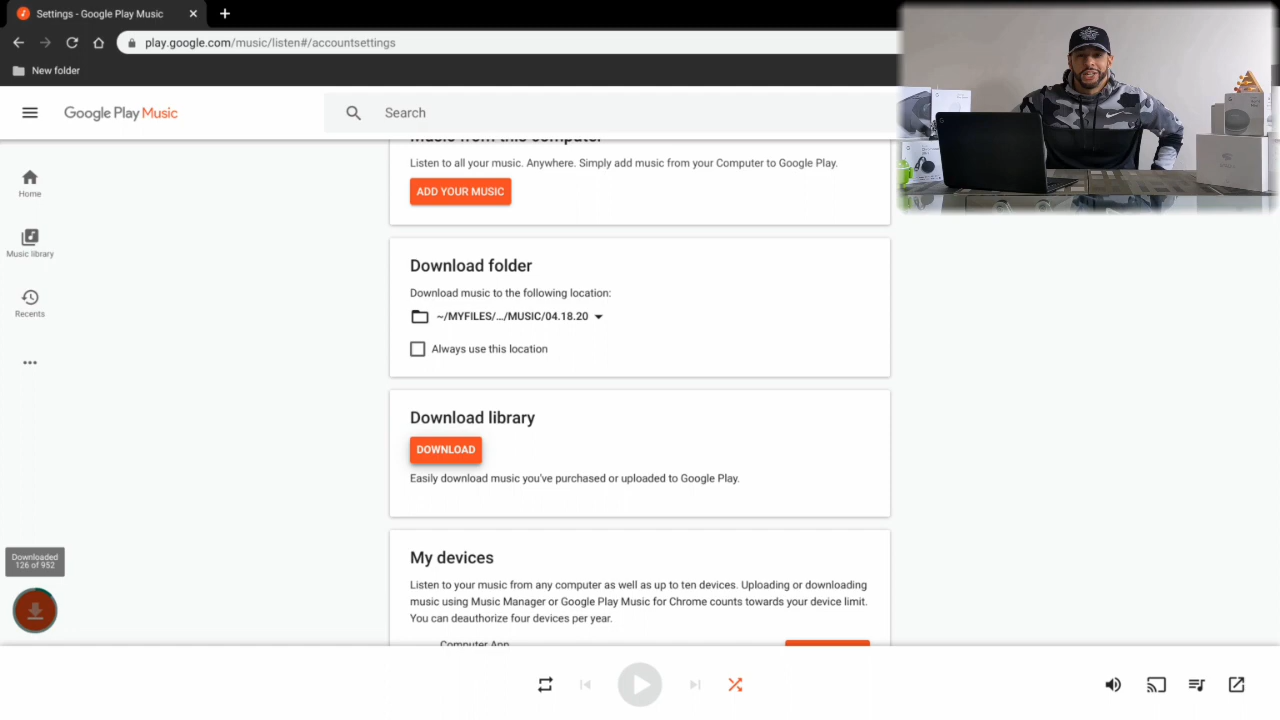 Settings - Google Play Music
play.google.com/music/listen#/accountsettings
New folder
Google Play Music
Search
Music from this computer
Listen to all your music. Anywhere. Simply add music from your Computer to Google Play.
ADD YOUR MUSIC
Home
Music library
Recents
Download folder
Download music to the following location:
~/MYFILES/.../MUSIC/04.18.20
Always use this location
Download library
DOWNLOAD
Easily download music you've purchased or uploaded to Google Play.
Downloaded
126 of 952
My devices
Listen to your music from any computer as well as up to ten devices. Uploading or downloading
music using Music Manager or Google Play Music for Chrome counts towards your device limit.
You can deauthorize four devices per year.
Computer App